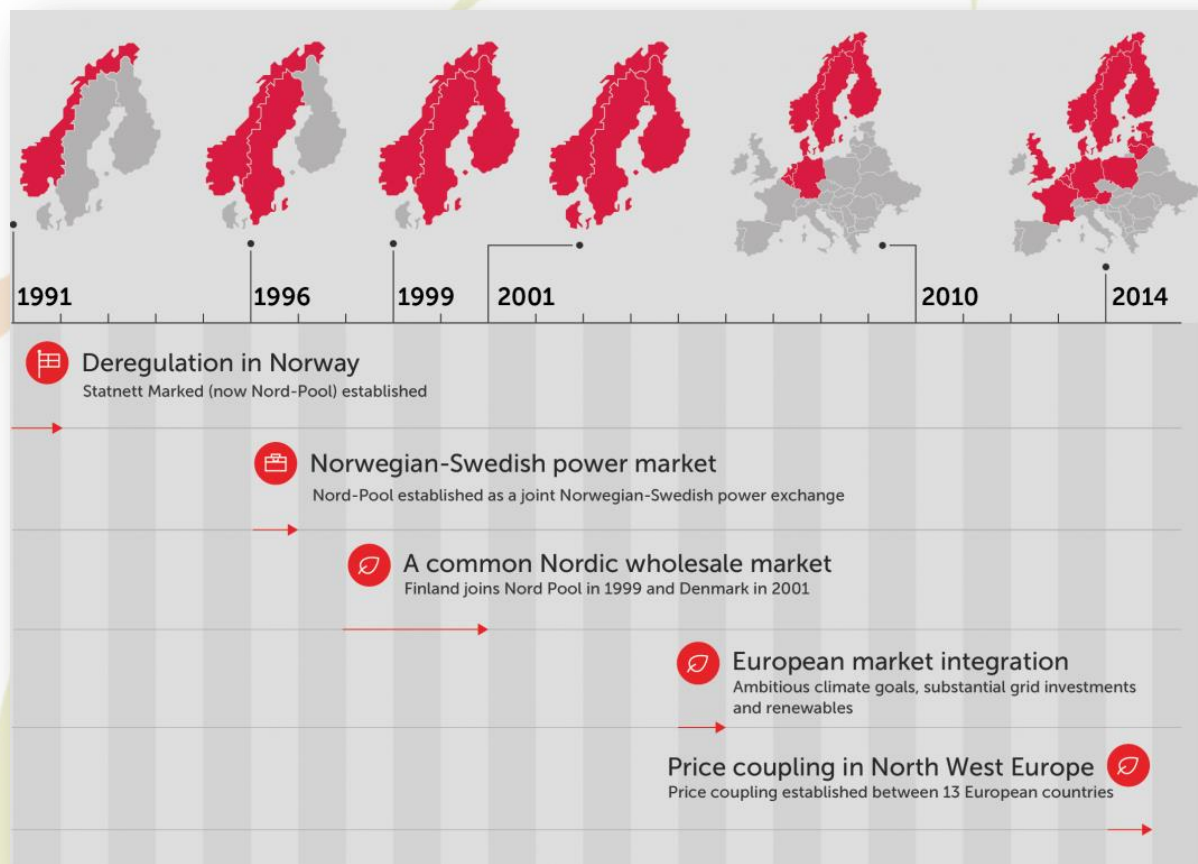 1991
1996
1999
2001
2010
2014
Deregulation in Norway
Statnett Marked (now Nord-Pool) established
Norwegian-Swedish power market
Nord-Pool established as a joint Norwegian-Swedish power exchange
A common Nordic wholesale market
Finland joins Nord Pool in 1999 and Denmark in 2001
European market integration
Ambitious climate goals, substantial grid investments
and renewables
Price coupling in North West Europe
Price coupling established between 13 European countries